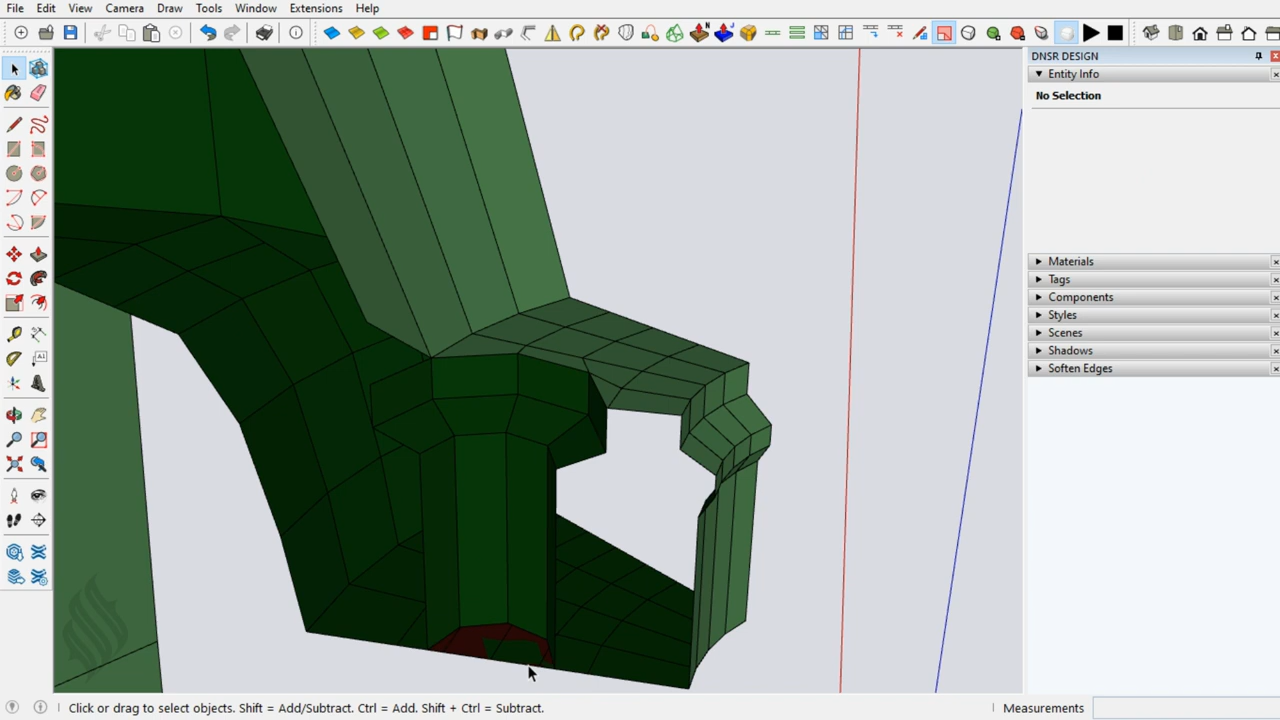 File Edit View Camera Draw Tools Window Extensions Help
DNSR DESIGN
Entity Info
No Selection
Materials
Tags
Components
Styles
Scenes
Shadows
Soften Edges
Click or drag to select objects. Shift = Add/Subtract. Ctrl = Add. Shift + Ctrl = Subtract.
Measurements